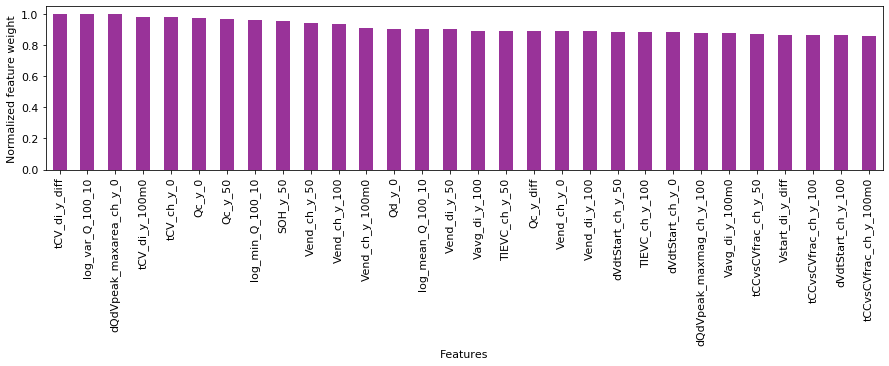 Normalized feature weight
1.0
0.8
0.6
0.4
0.2
0.0
tCV_di_y_diff
log_var_Q_100_10
dQdVpeak_maxarea_ch_y_0
tCV_di_y_100m0
tCV_ch_y_0
Qc_y_0
Qc_y_50
log_min_Q_100_10
SOH_y_50
Vend_ch_y_50
Vend_ch_y_100
Vend_ch_y_100m0
Qd_y_0
log_mean_Q_100_10
Vend_di_y_50
Vavg_di_y_100
TIEVC_ch_y_50
Qc_y_diff
Vend_ch_y_0
Vend_di_y_100
dVdtStart_ch_y_50
TIEVC_ch_y_100
dVdtStart_ch_y_0
dQdVpeak_maxmag_ch_y_100
Vavg_di_y_100m0
tCCvsCVfrac_ch_y_50
Vstart_di_y_diff
tCCvsCVfrac_ch_y_100
dVdtStart_ch_y_100
tCCvsCVfrac_ch_y_100m0
Features